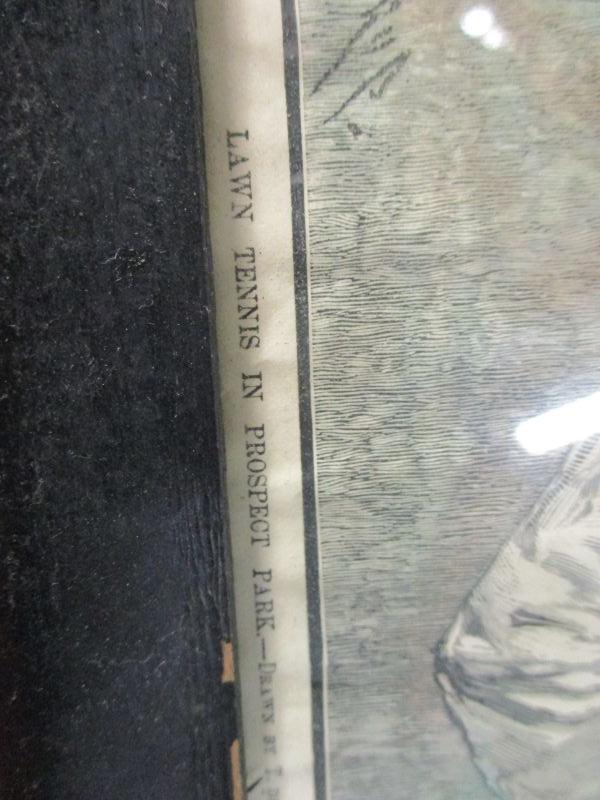 LAWN TENNIS IN PROSPECT PARK.—DRAWN BY T.